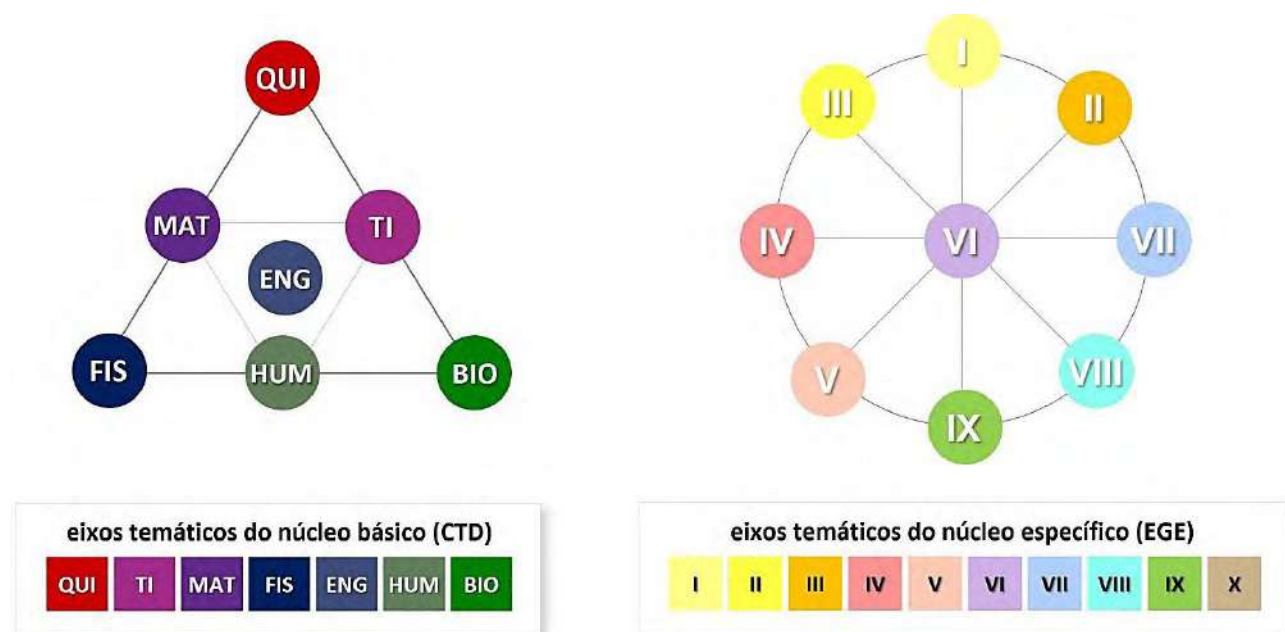 QUI
MAT
TI
ENG
FIS
HUM
BIO
I
III
II
IV
VI
VII
V
VIII
IX
eixos temáticos do núcleo básico (CTD)
QUI TI MAT FIS ENG HUM BIO
eixos temáticos do núcleo específico (EGE)
I II III IV V VI VII VIII IX X